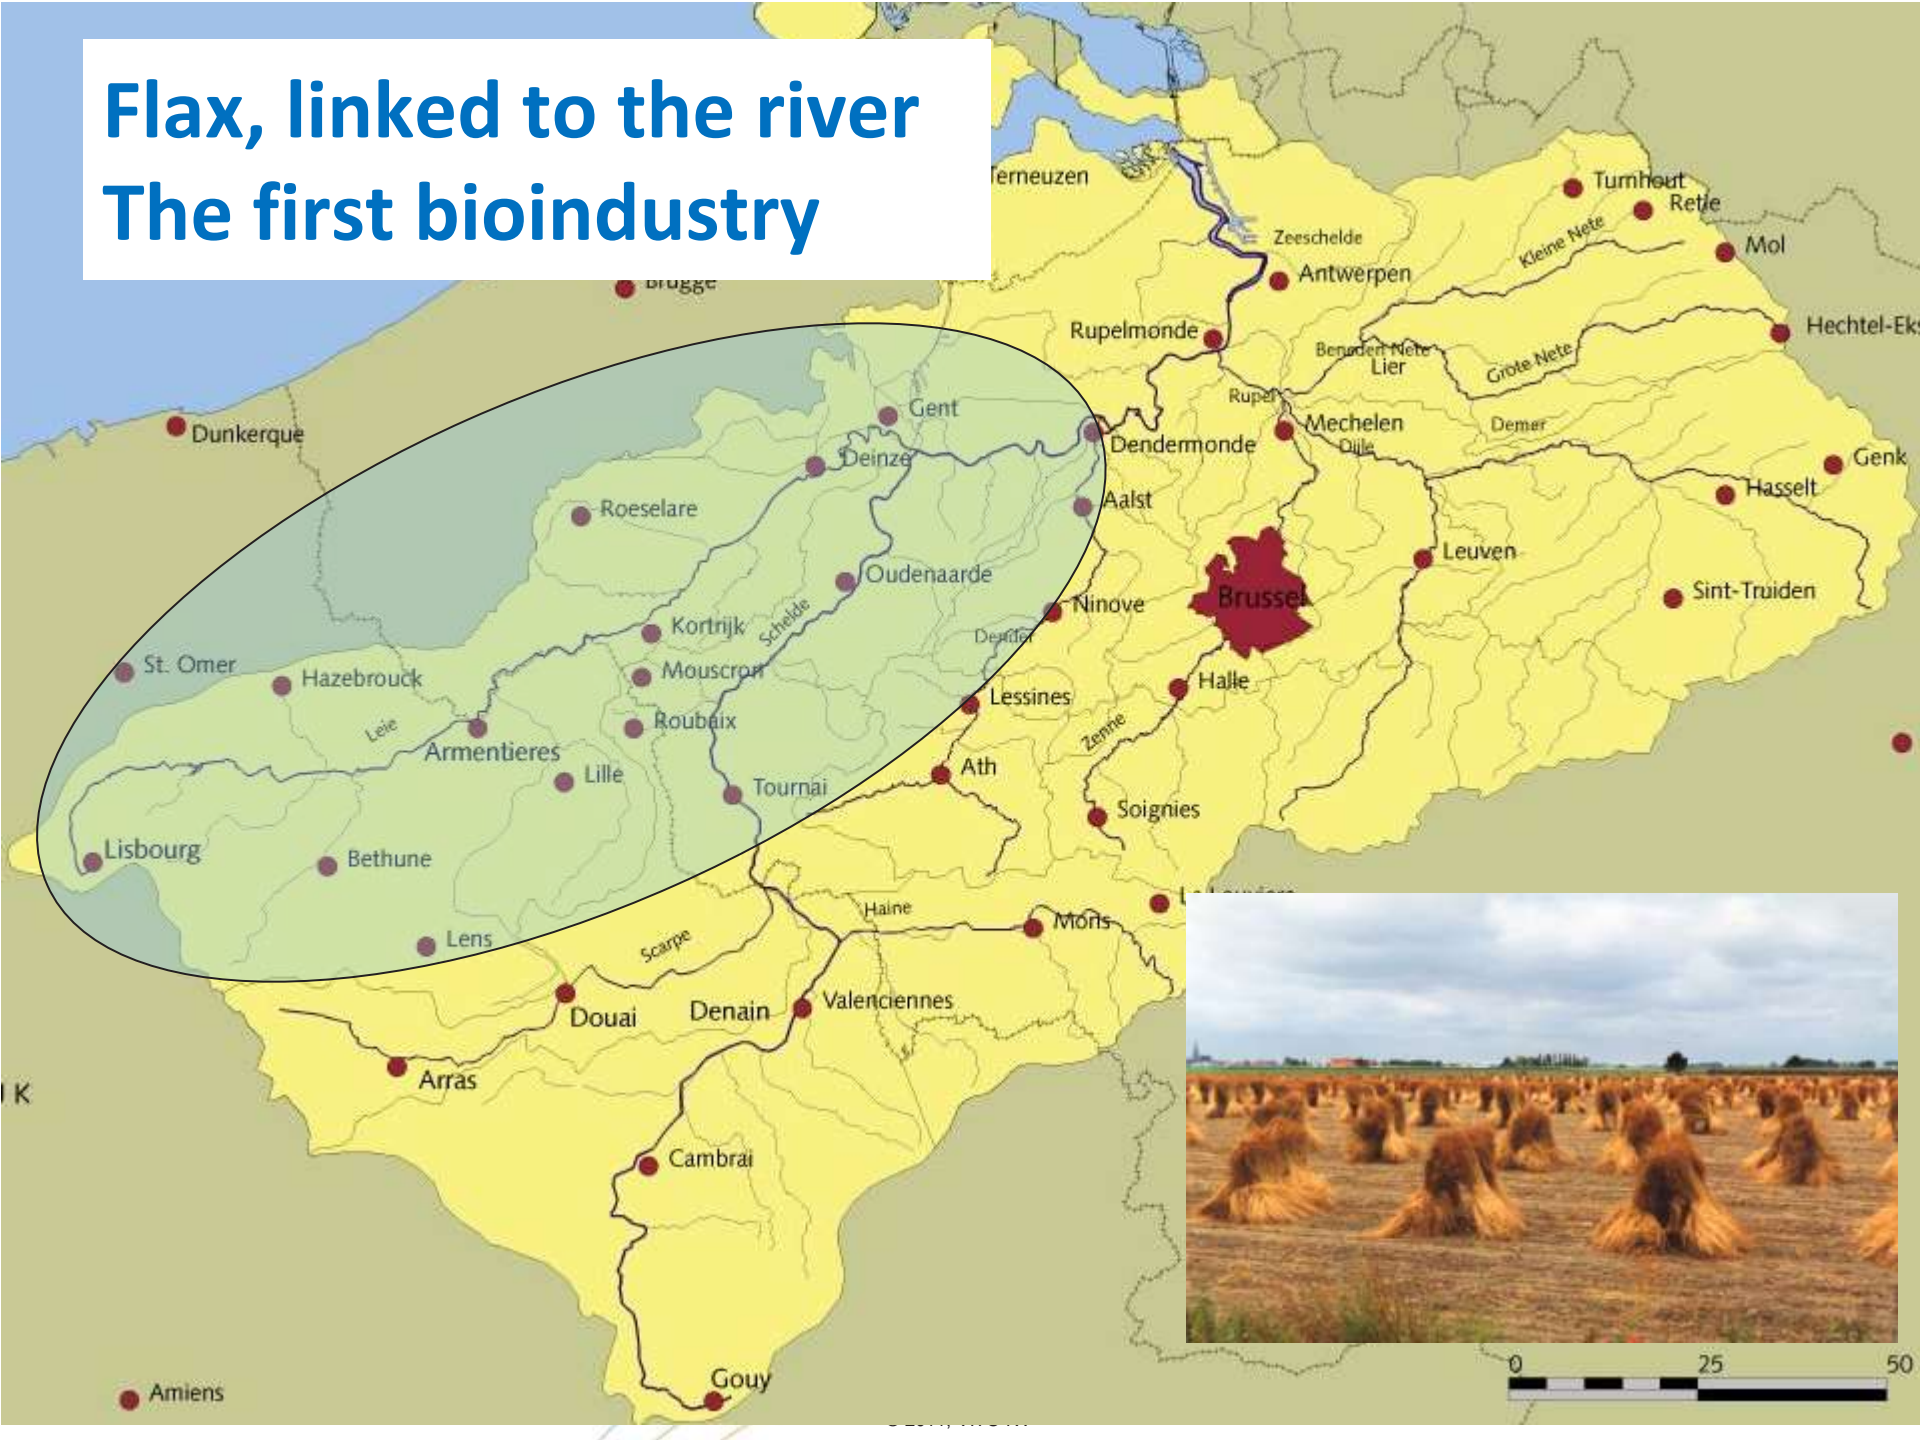 Flax, linked to the river
The first bioindustry
Terneuzen
Turnhout
Retie
Kleine Nete
Zeeschelde
Mol
Antwerpen
Brugge
Rupelmonde
Hechtel-Eks
Beneden Nete
Lier
Grote Nete
Rupel
Gent
Dunkerque
Mechelen
Demer
Dendermonde
Dijle
Deinze
Genk
Hasselt
Roeselare
Aalst
Leuven
Oudenaarde
Sint-Truiden
Brussel
Ninove
Schelde
Kortrijk
Dender
St. Omer
Mouscron
Hazebrouck
Halle
Lessines
Roubaix
Leie
Zenne
Armentieres
Lille
Ath
Tournai
Soignies
Lisbourg
Bethune
Haine
Mons
Lens
Scarpe
Valenciennes
Denain
Douai
Arras
K
Cambrai
0 25 50
Gouy
Amiens